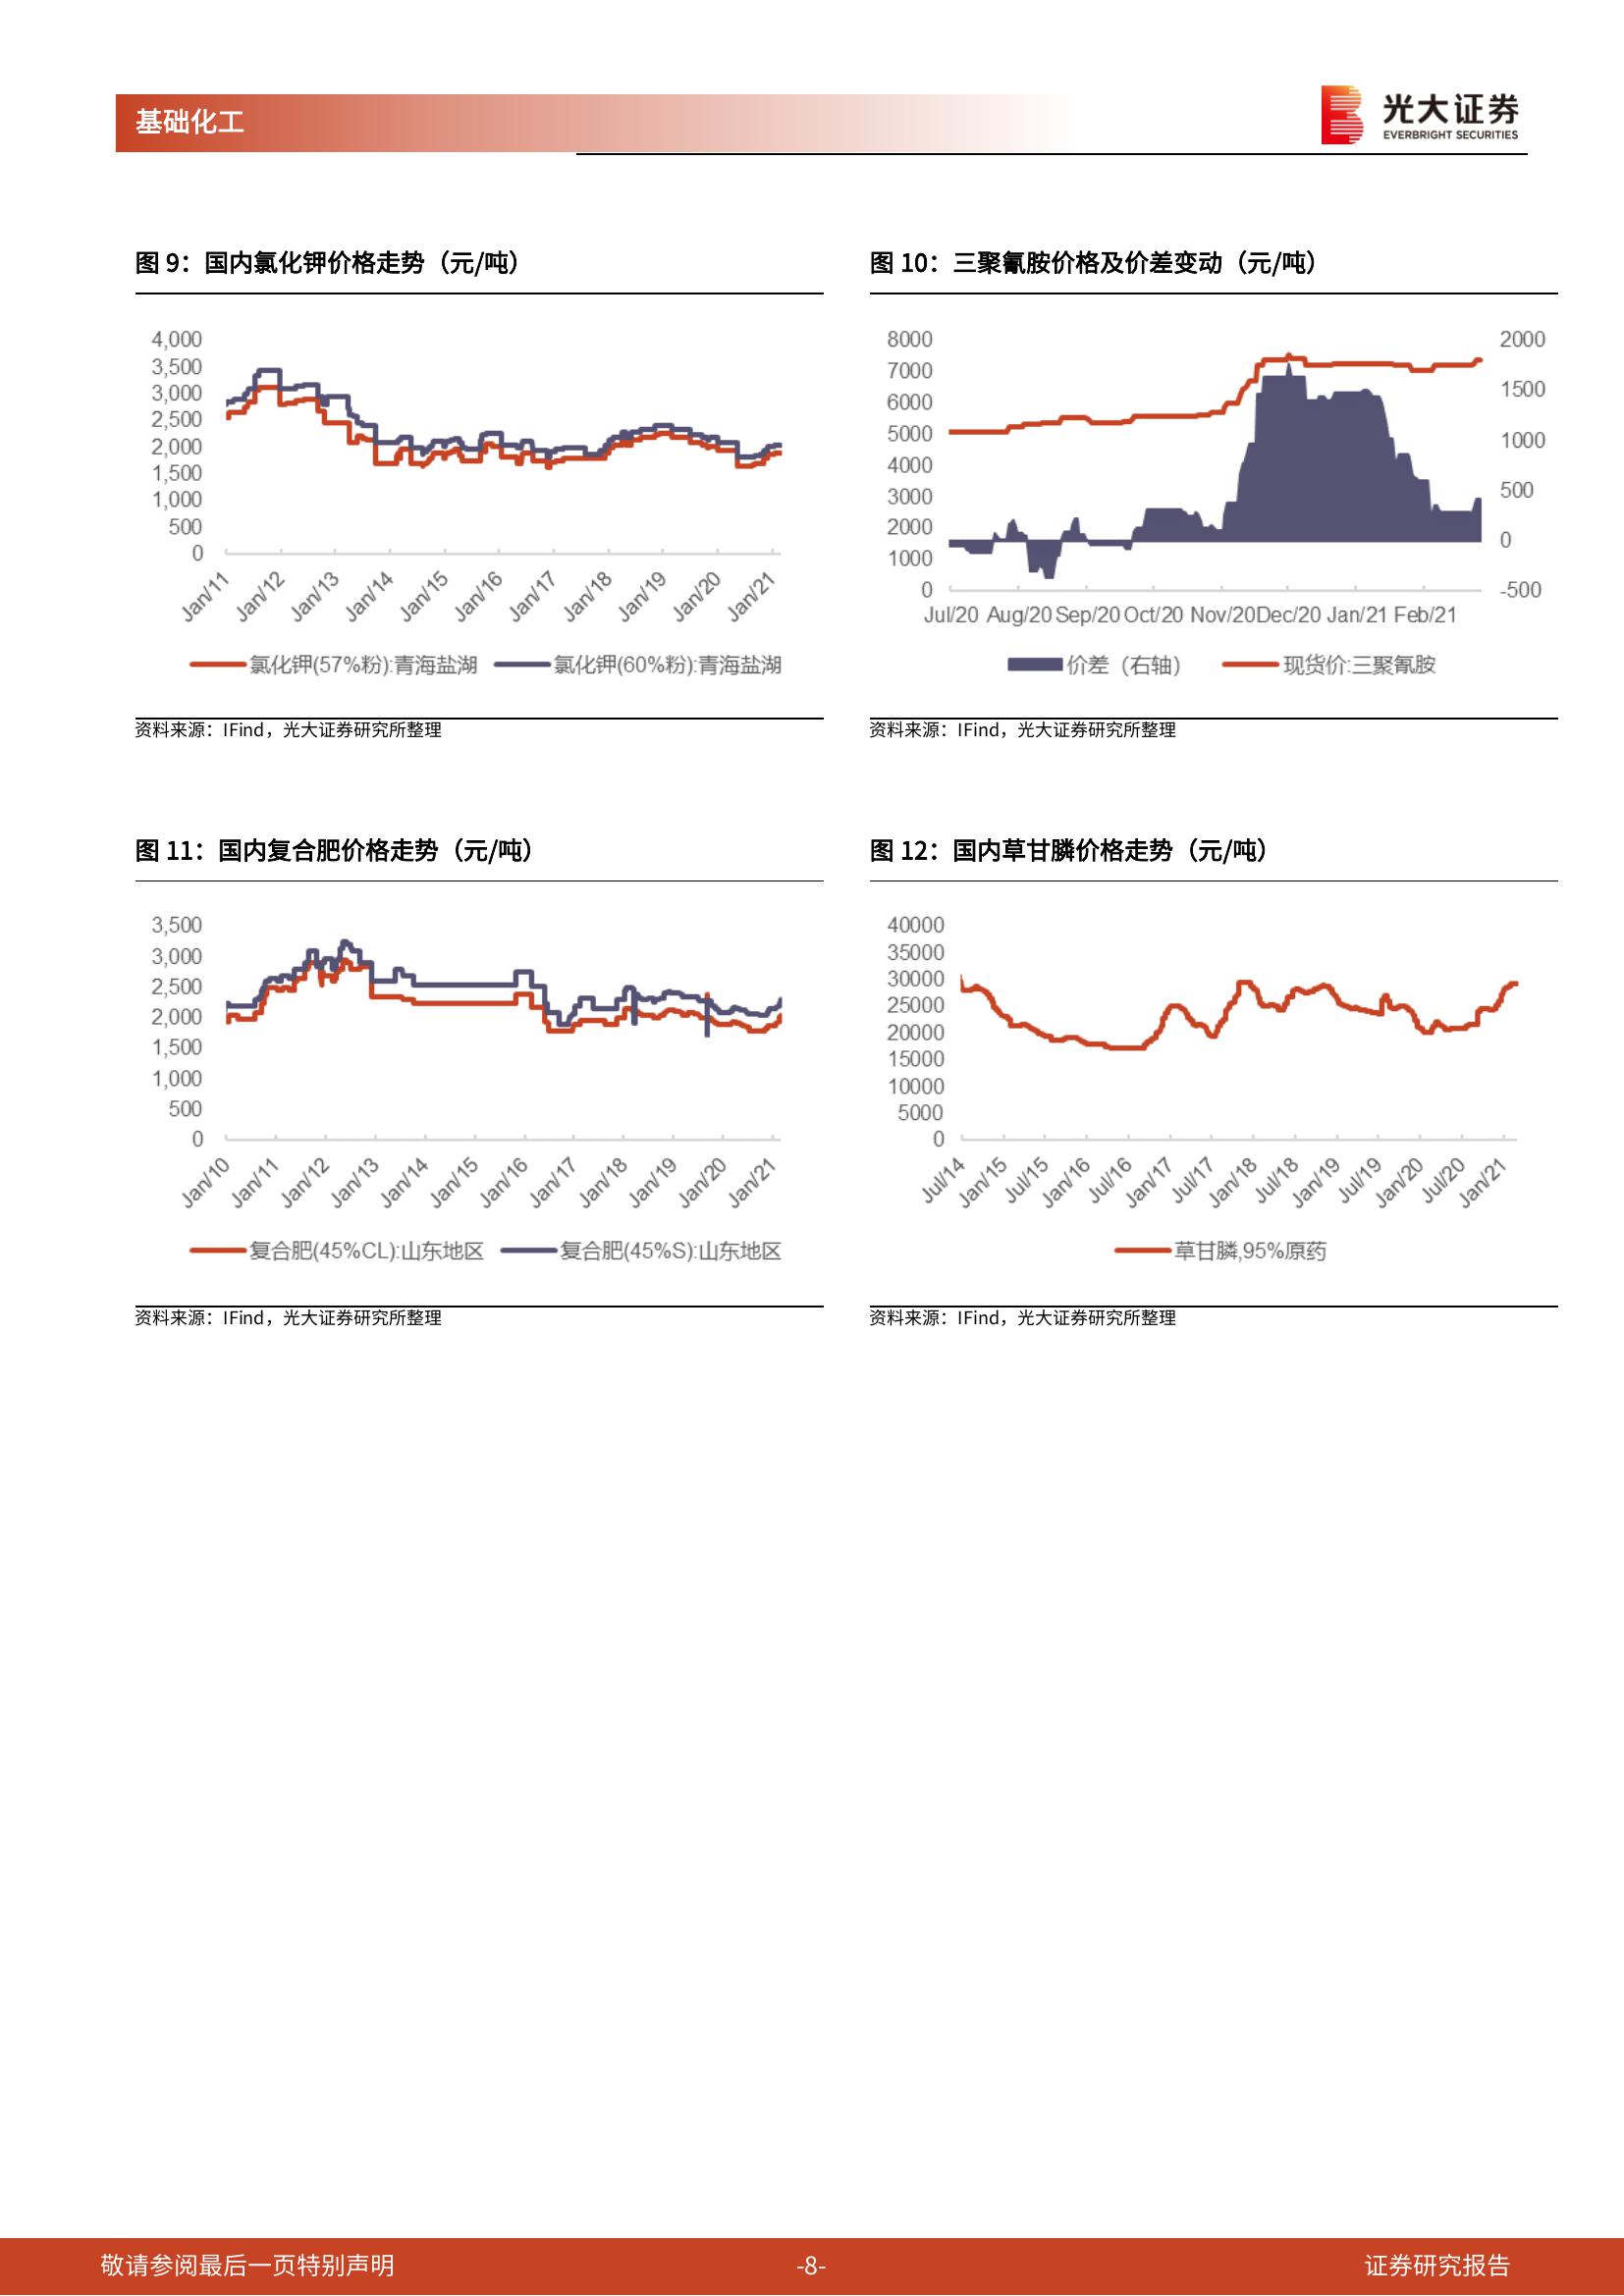 基础化工
光大证券
EVERBRIGHT SECURITIES
图 9：国内氯化钾价格走势（元/吨）
4,000
3,500
3,000
2,500
2,000
1,500
1,000
500
0
Jan/11 Jan/12 Jan/13 Jan/14 Jan/15 Jan/16 Jan/17 Jan/18 Jan/19 Jan/20 Jan/21
氯化钾(57%粉):青海盐湖 氯化钾(60%粉):青海盐湖
资料来源：IFind，光大证券研究所整理
图 10：三聚氰胺价格及价差变动（元/吨）
8000
7000
6000
5000
4000
3000
2000
1000
0
2000
1500
1000
500
0
-500
Jul/20 Aug/20 Sep/20 Oct/20 Nov/20 Dec/20 Jan/21 Feb/21
价差（右轴） 现货价:三聚氰胺
资料来源：IFind，光大证券研究所整理
图 11：国内复合肥价格走势（元/吨）
3,500
3,000
2,500
2,000
1,500
1,000
500
0
Jan/10 Jan/11 Jan/12 Jan/13 Jan/14 Jan/15 Jan/16 Jan/17 Jan/18 Jan/19 Jan/20 Jan/21
复合肥(45%CL):山东地区 复合肥(45%S):山东地区
资料来源：IFind，光大证券研究所整理
图 12：国内草甘膦价格走势（元/吨）
40000
35000
30000
25000
20000
15000
10000
5000
0
Jul/14 Jan/15 Jul/15 Jan/16 Jul/16 Jan/17 Jul/17 Jan/18 Jul/18 Jan/19 Jul/19 Jan/20 Jul/20 Jan/21
草甘膦,95%原药
资料来源：IFind，光大证券研究所整理
敬请参阅最后一页特别声明
-8-
证券研究报告